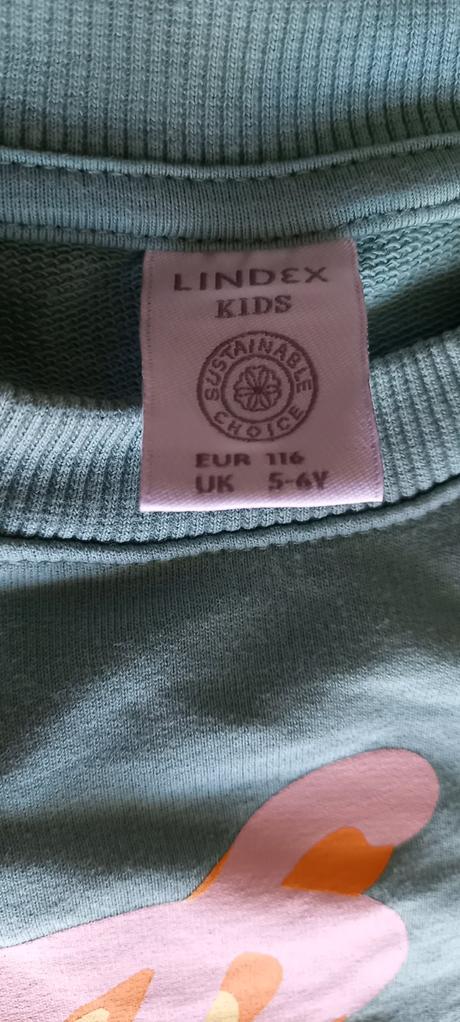 LINDEX
KIDS
SUSTAINABLE
CHOICE
EUR 116
UK 5-6Y